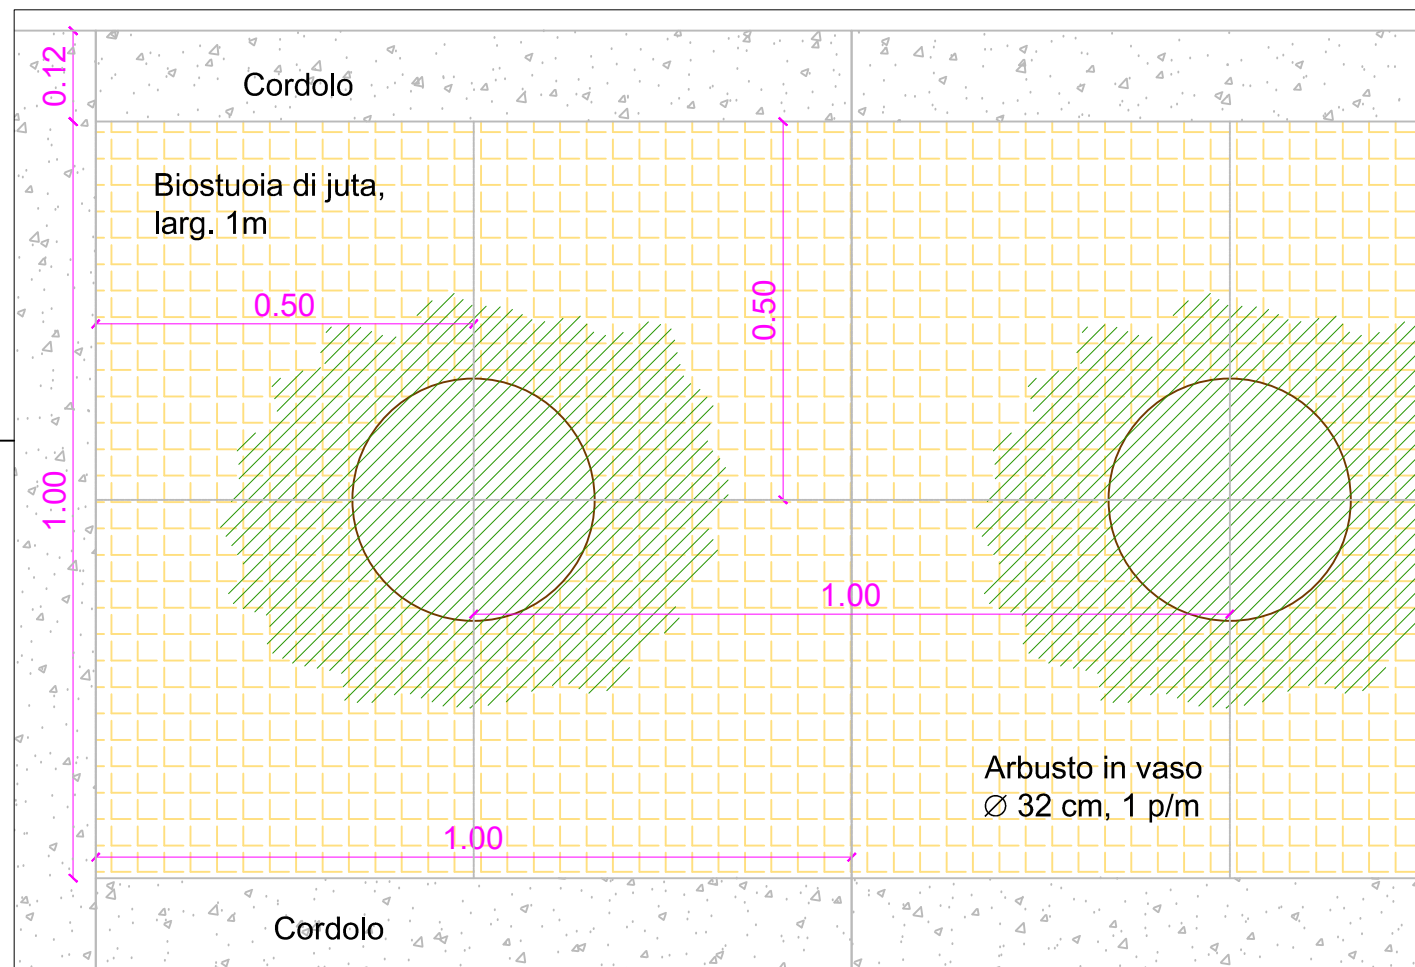 0.12
Cordolo
Biostuoia di juta,
larg. 1m
0.50
0.50
1.00
1.00
Arbusto in vaso
∅ 32 cm, 1 p/m
1.00
Cordolo